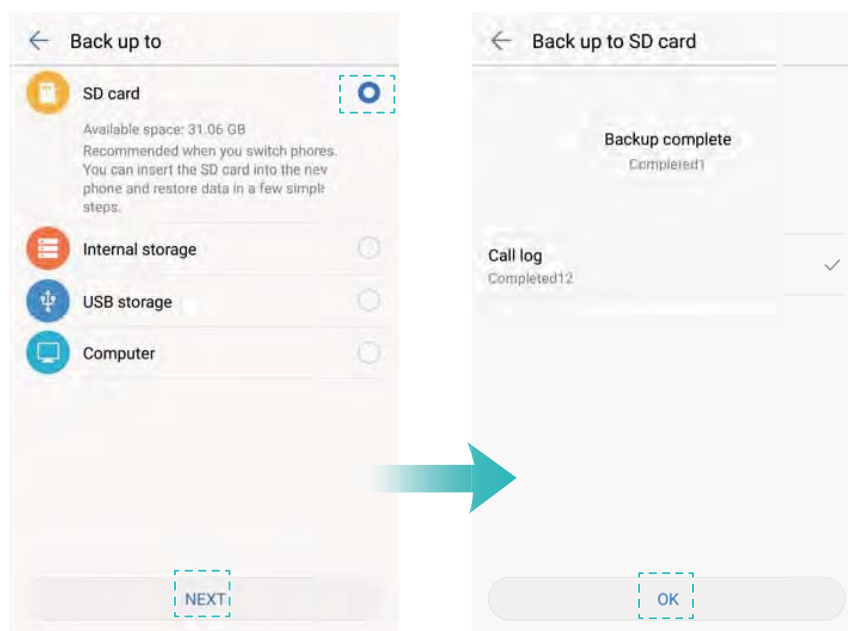 Back up to
SD card
Available space: 31.06 GB
Recommended when you switch phores.
You can insert the SD card into the nev
phone and restore data in a few simple
steps.
Internal storage
USB storage
Computer
NEXT
Back up to SD card
Backup complete
Completed1
Call log
Completed12
OK